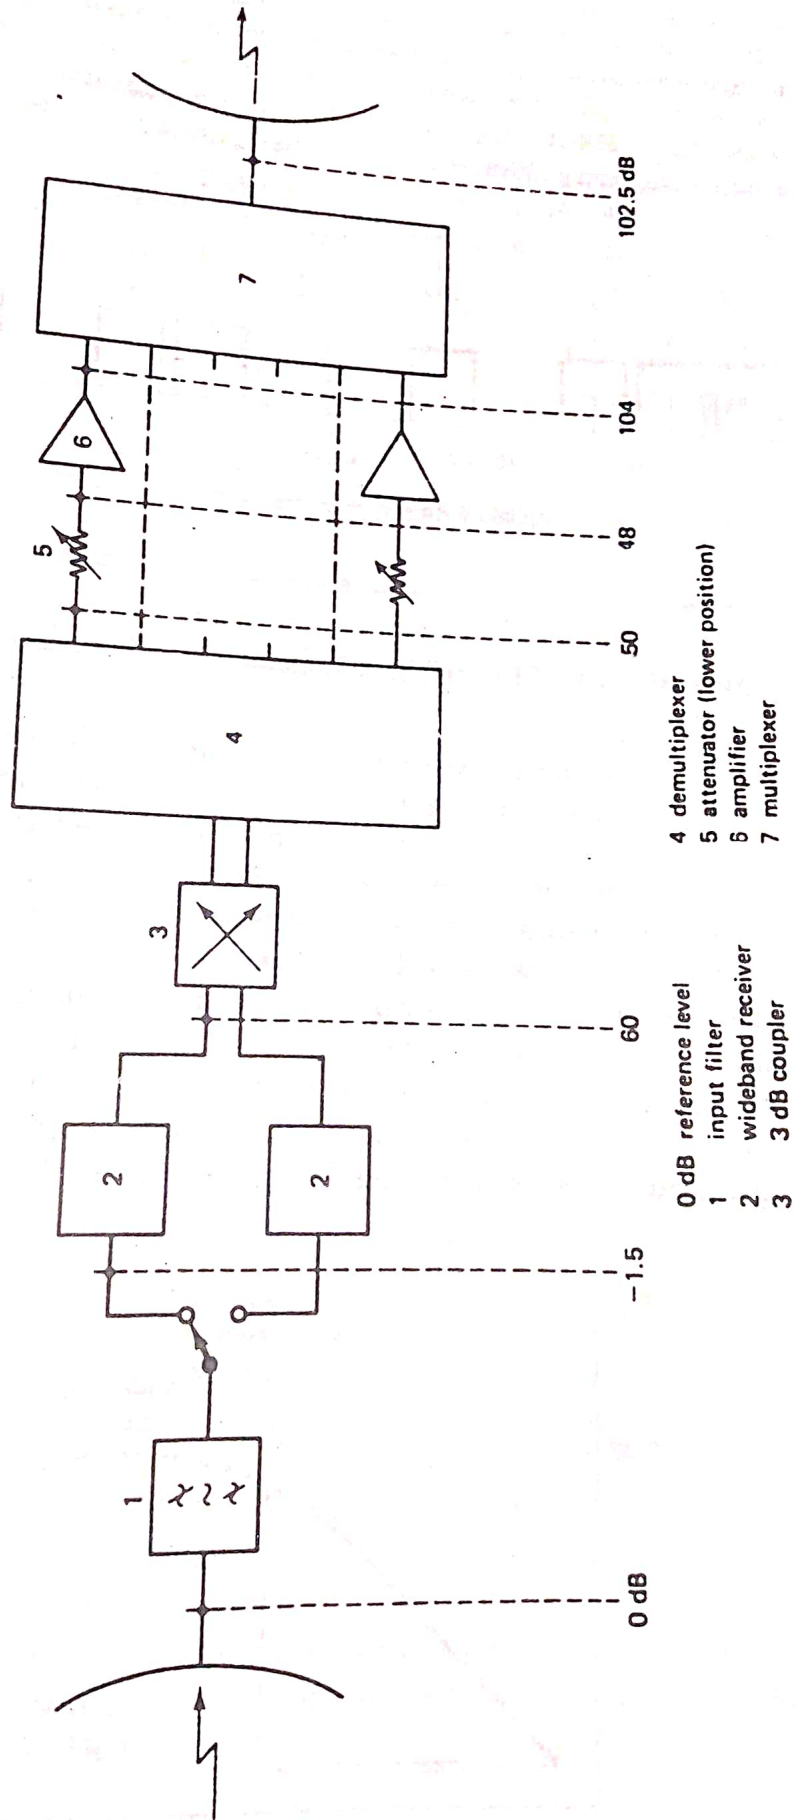 1
2
2
3
4
5
6
7
0 dB
−1.5
60
50
48
104
102.5 dB
0 dB reference level
1 input filter
2 wideband receiver
3 3 dB coupler
4 demultiplexer
5 attenuator (lower position)
6 amplifier
7 multiplexer